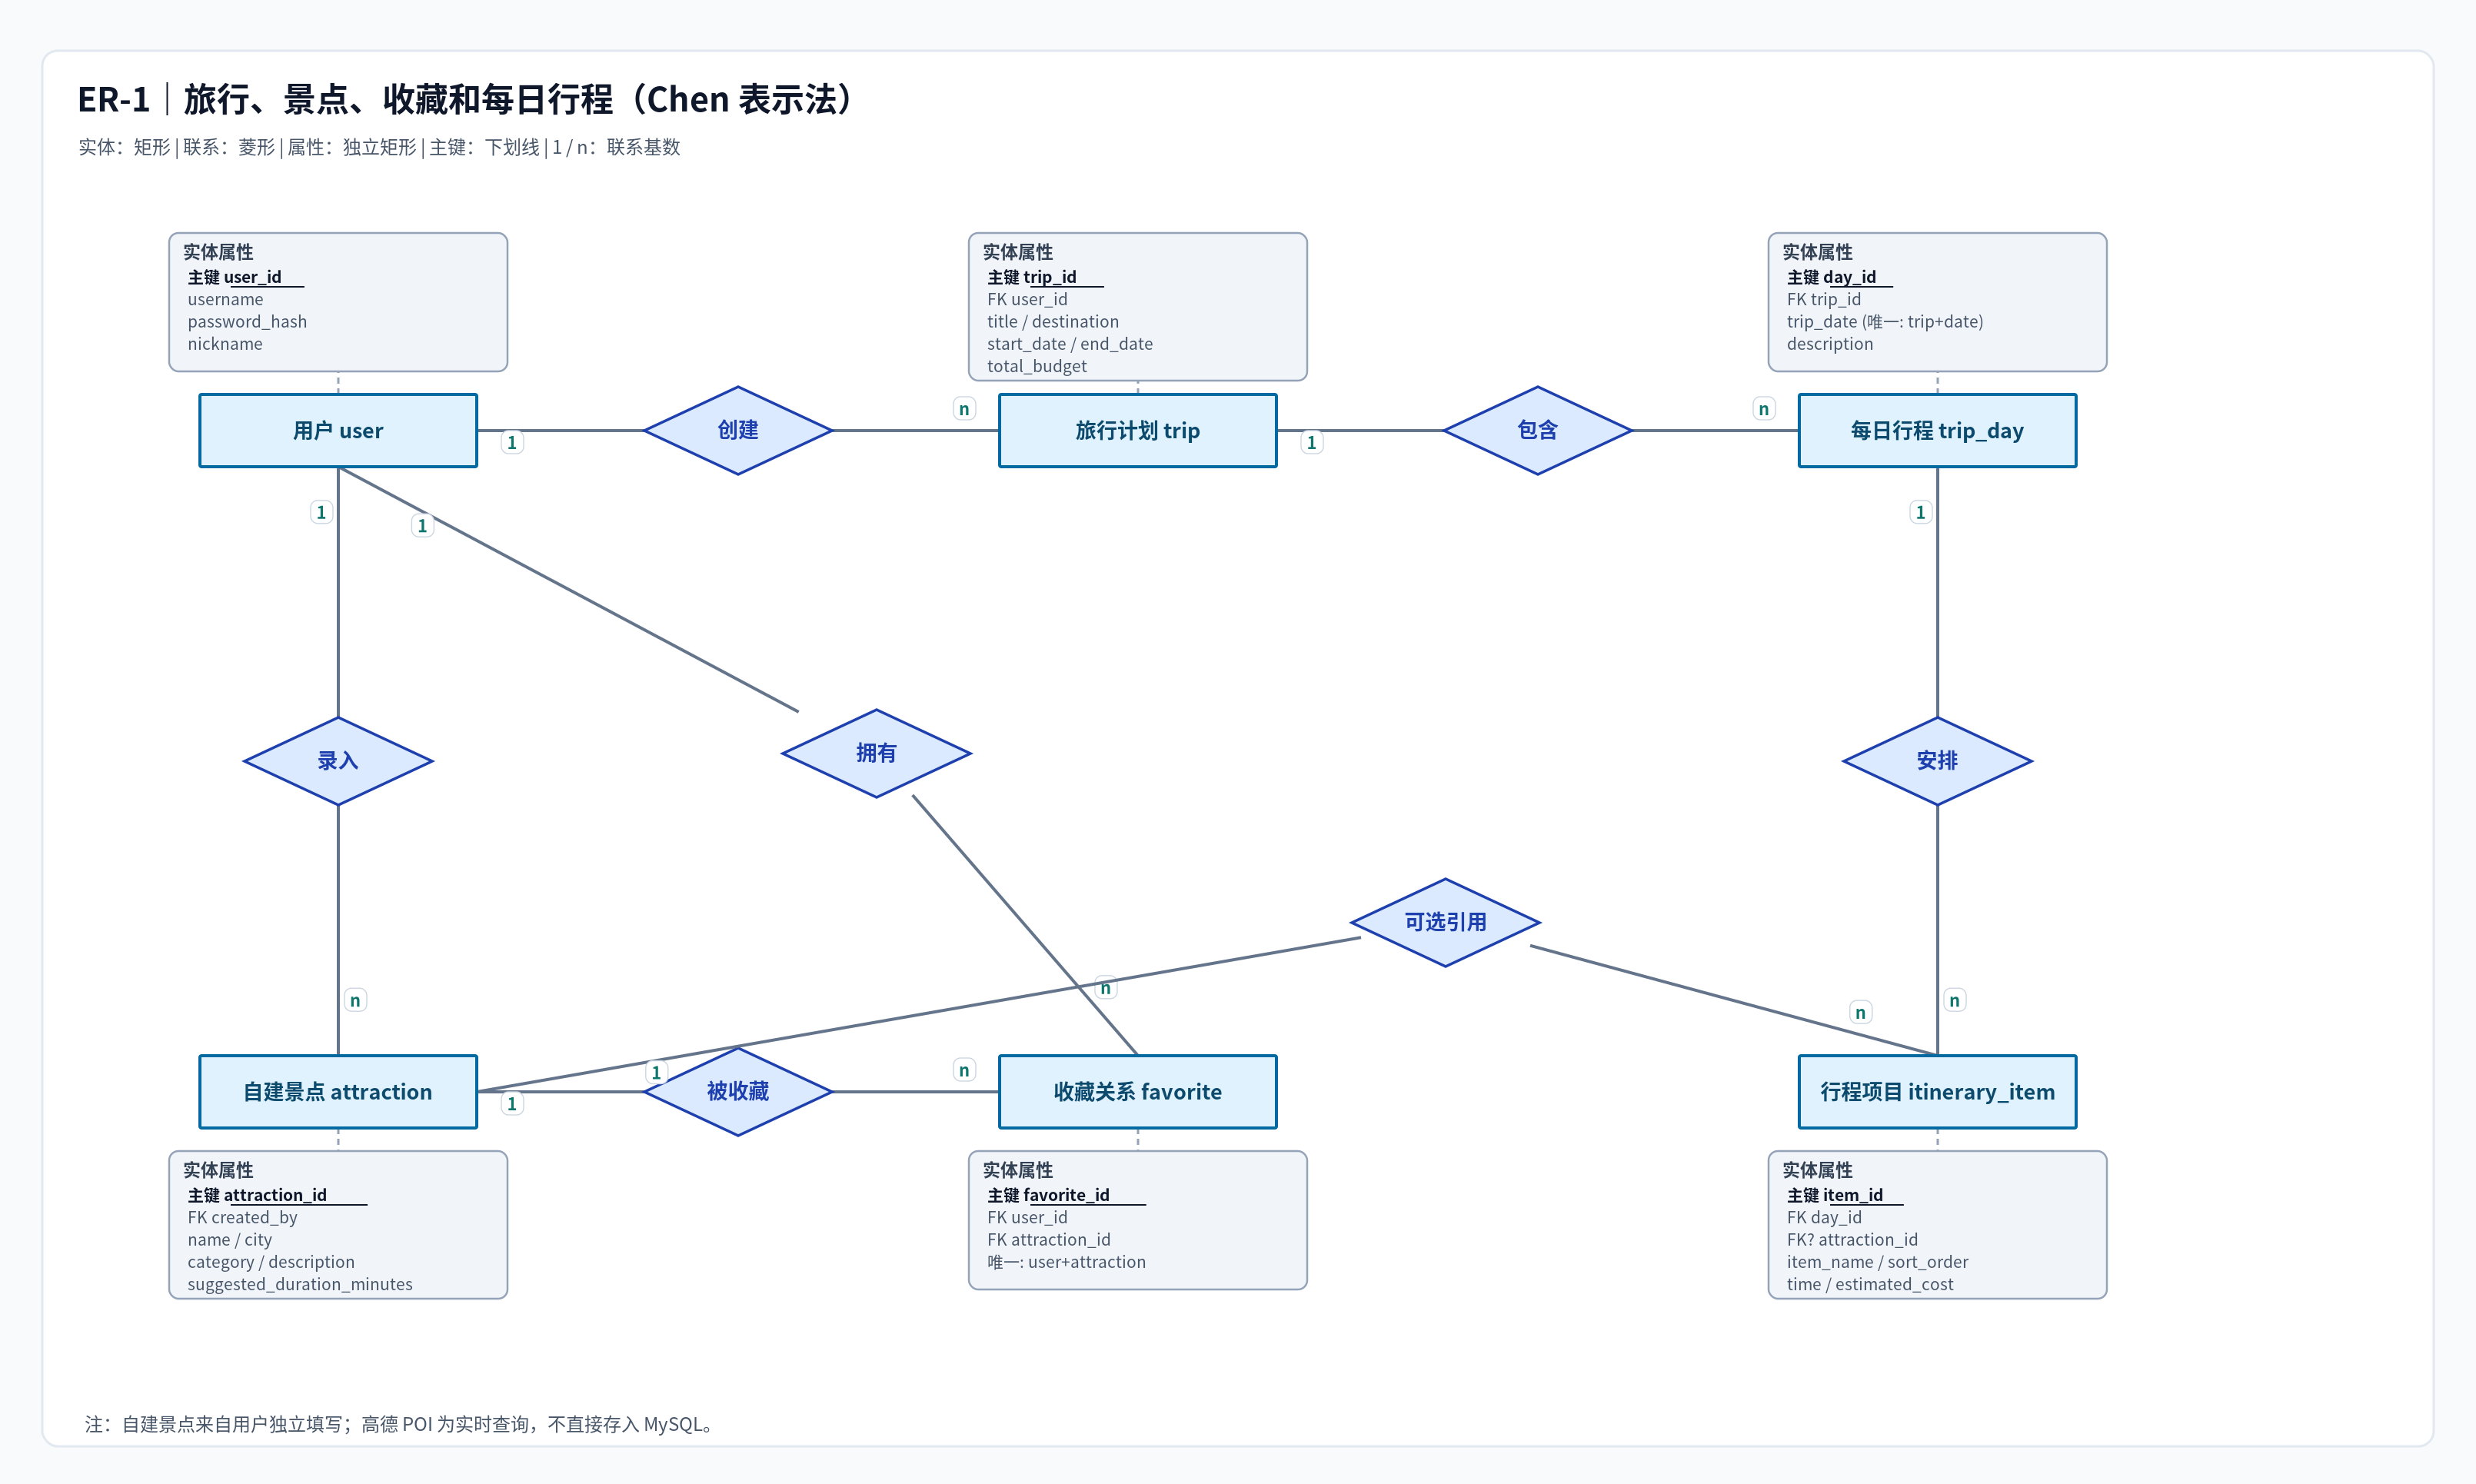 ER-1｜旅行、景点、收藏和每日行程（Chen 表示法）
实体：矩形 | 联系：菱形 | 属性：独立矩形 | 主键：下划线 | 1 / n：联系基数
实体属性
主键 user_id
username
password_hash
nickname
实体属性
主键 trip_id
FK user_id
title / destination
start_date / end_date
total_budget
实体属性
主键 day_id
FK trip_id
trip_date (唯一: trip+date)
description
用户 user
1
创建
n
旅行计划 trip
1
包含
n
每日行程 trip_day
1
1
1
录入
拥有
安排
可选引用
n
n
n
n
自建景点 attraction
1
1
被收藏
n
收藏关系 favorite
行程项目 itinerary_item
实体属性
主键 attraction_id
FK created_by
name / city
category / description
suggested_duration_minutes
实体属性
主键 favorite_id
FK user_id
FK attraction_id
唯一: user+attraction
实体属性
主键 item_id
FK day_id
FK? attraction_id
item_name / sort_order
time / estimated_cost
注：自建景点来自用户独立填写；高德 POI 为实时查询，不直接存入 MySQL。